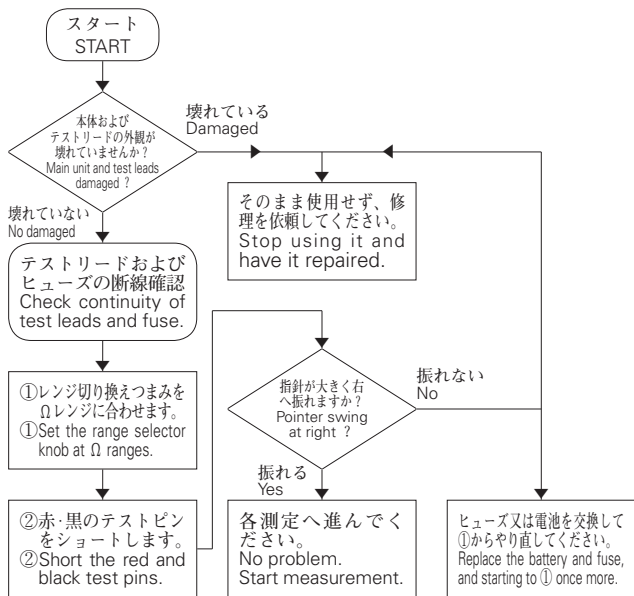 スタート
START
本体および
テストリードの外観が
壊れていませんか？
Main unit and test leads
damaged ?
壊れている
Damaged
そのまま使用せず、修
理を依頼してください。
Stop using it and
have it repaired.
壊れていない
No damaged
テストリードおよび
ヒューズの断線確認
Check continuity of
test leads and fuse.
①レンジ切り換えつまみを
Ωレンジに合わせます。
①Set the range selector
knob at Ω ranges.
②赤・黒のテストピン
をショートします。
②Short the red and
black test pins.
指針が大きく右
へ振れますか？
Pointer swing
at right ?
振れない
No
振れる
Yes
各測定へ進んでく
ださい。
No problem.
Start measurement.
ヒューズ又は電池を交換して
①からやり直してください。
Replace the battery and fuse,
and starting to ① once more.